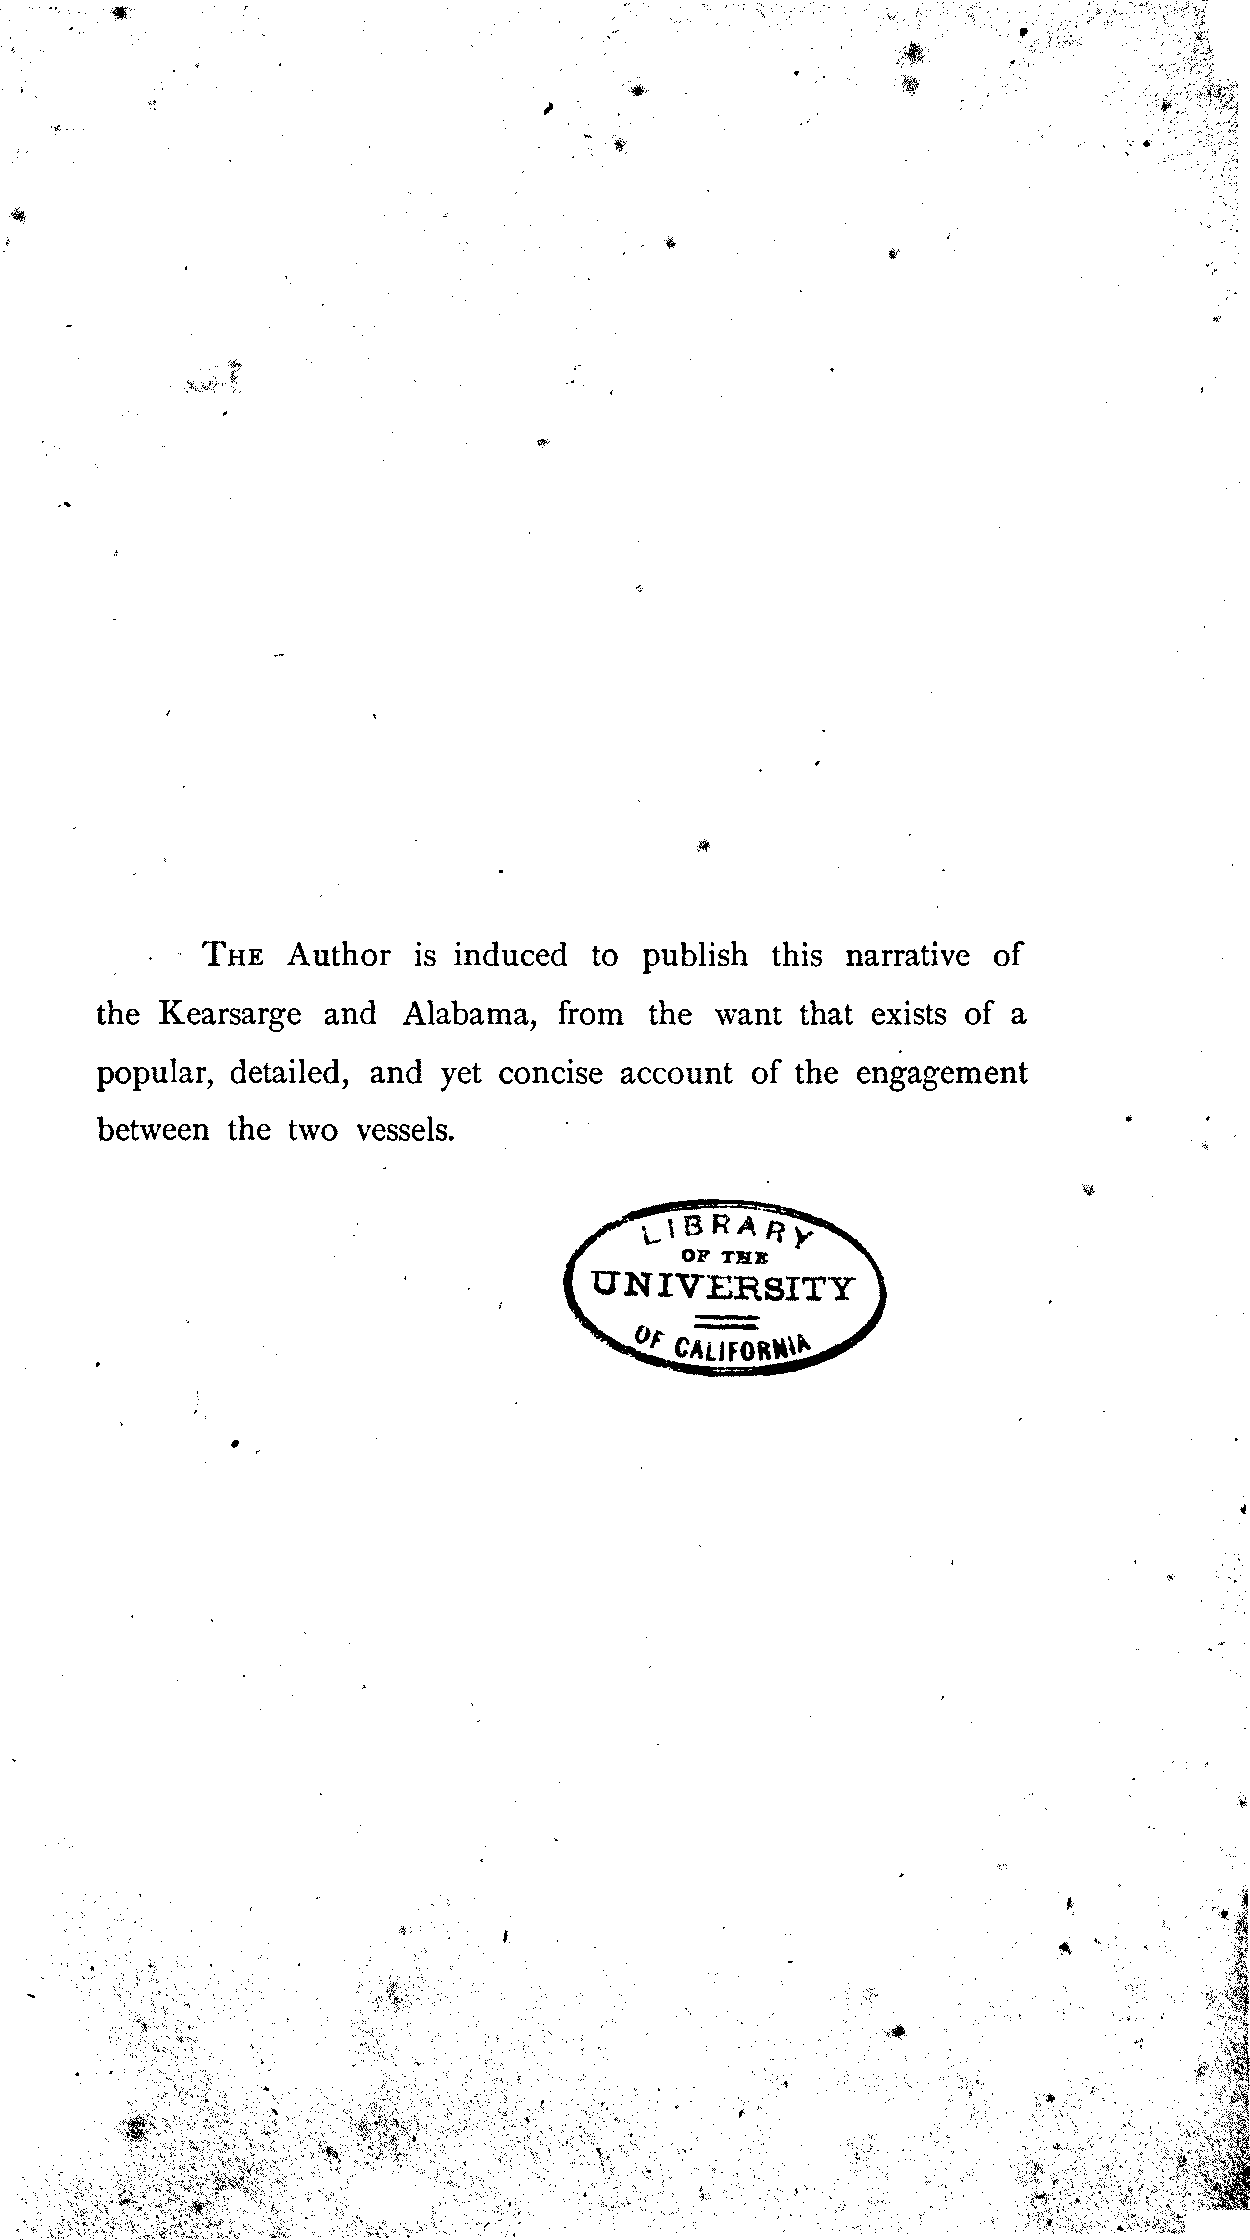 THE Author is induced to publish this narrative of
the Kearsarge and Alabama, from the want that exists of a
popular, detailed, and yet concise account of the engagement
between the two vessels.
LIBRARY
OF THE
UNIVERSITY
OF CALIFORNIA